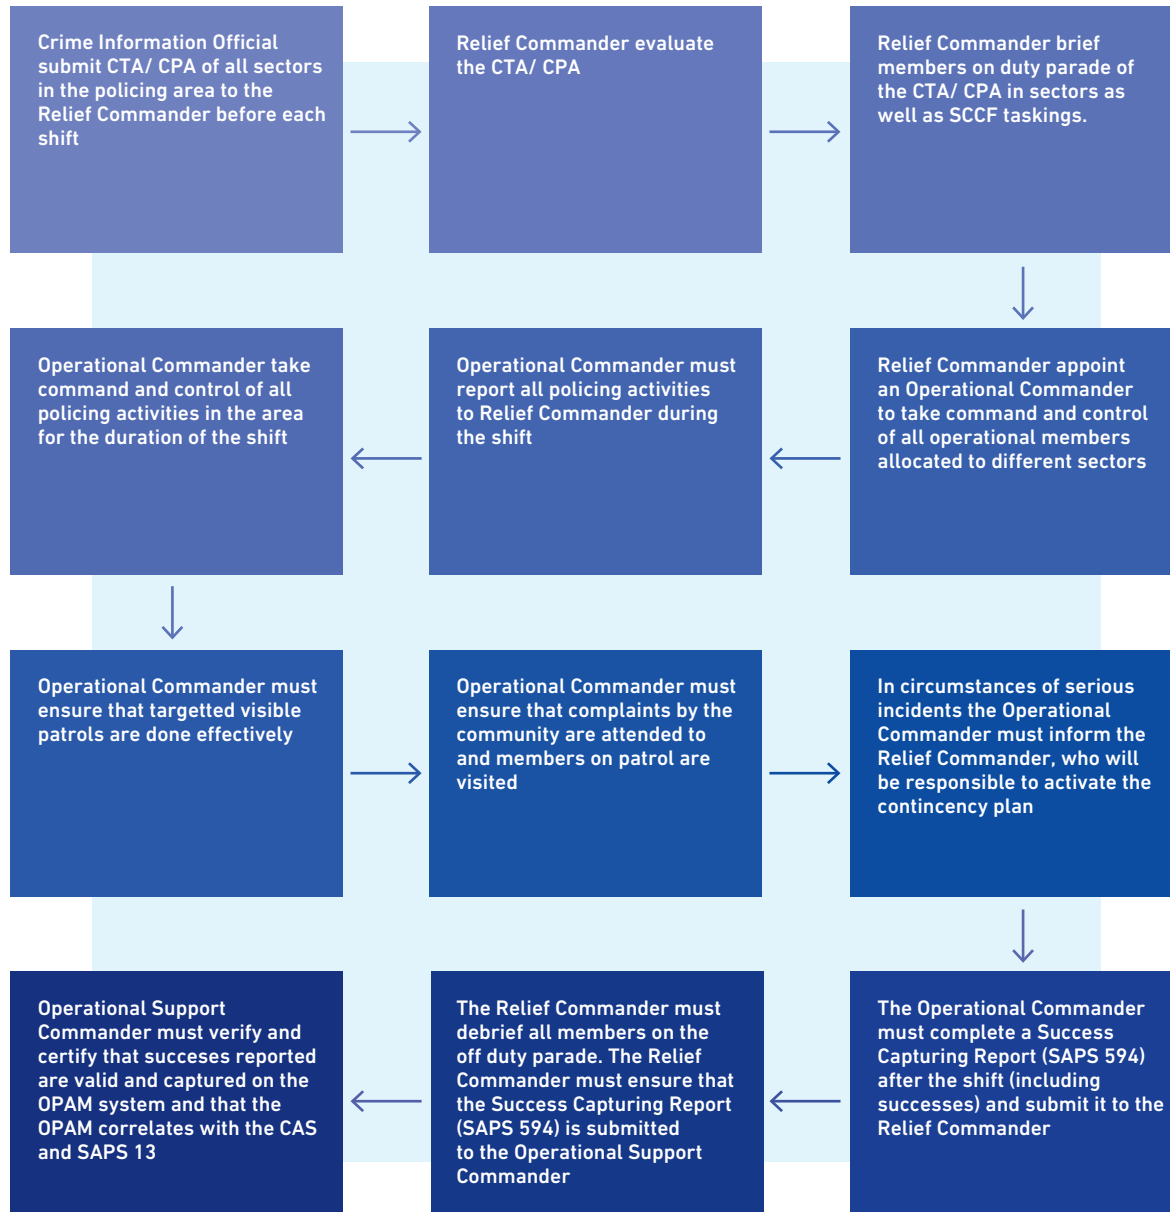 Crime Information Official
submit CTA/ CPA of all sectors
in the policing area to the
Relief Commander before each
shift
Relief Commander evaluate
the CTA/ CPA
Relief Commander brief
members on duty parade of
the CTA/ CPA in sectors as
well as SCCF taskings.
Relief Commander appoint
an Operational Commander
to take command and control
of all operational members
allocated to different sectors
Operational Commander must
report all policing activities
to Relief Commander during
the shift
Operational Commander take
command and control of all
policing activities in the area
for the duration of the shift
Operational Commander must
ensure that targetted visible
patrols are done effectively
Operational Commander must
ensure that complaints by the
community are attended to
and members on patrol are
visited
In circumstances of serious
incidents the Operational
Commander must inform the
Relief Commander, who will
be responsible to activate the
contincency plan
The Operational Commander
must complete a Success
Capturing Report (SAPS 594)
after the shift (including
successes) and submit it to the
Relief Commander
The Relief Commander must
debrief all members on the
off duty parade. The Relief
Commander must ensure that
the Success Capturing Report
(SAPS 594) is submitted
to the Operational Support
Commander
Operational Support
Commander must verify and
certify that succeses reported
are valid and captured on the
OPAM system and that the
OPAM correlates with the CAS
and SAPS 13